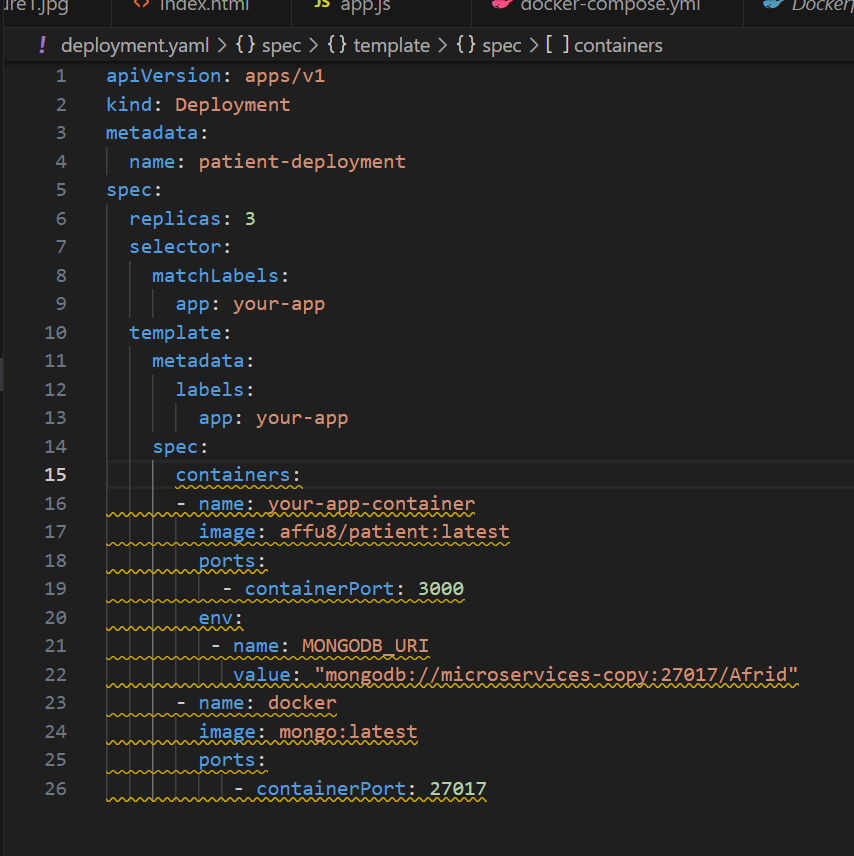 ure1.jpg <> index.html JS app.js docker-compose.yml Dockerf
! deployment.yaml > {} spec > {} template > {} spec > [ ] containers
1 apiVersion: apps/v1
2 kind: Deployment
3 metadata:
4   name: patient-deployment
5 spec:
6   replicas: 3
7   selector:
8     matchLabels:
9       app: your-app
10   template:
11     metadata:
12       labels:
13         app: your-app
14     spec:
15       containers:
16       - name: your-app-container
17         image: affu8/patient:latest
18         ports:
19           - containerPort: 3000
20         env:
21          - name: MONGODB_URI
22            value: "mongodb://microservices-copy:27017/Afrid"
23       - name: docker
24         image: mongo:latest
25         ports:
26            - containerPort: 27017